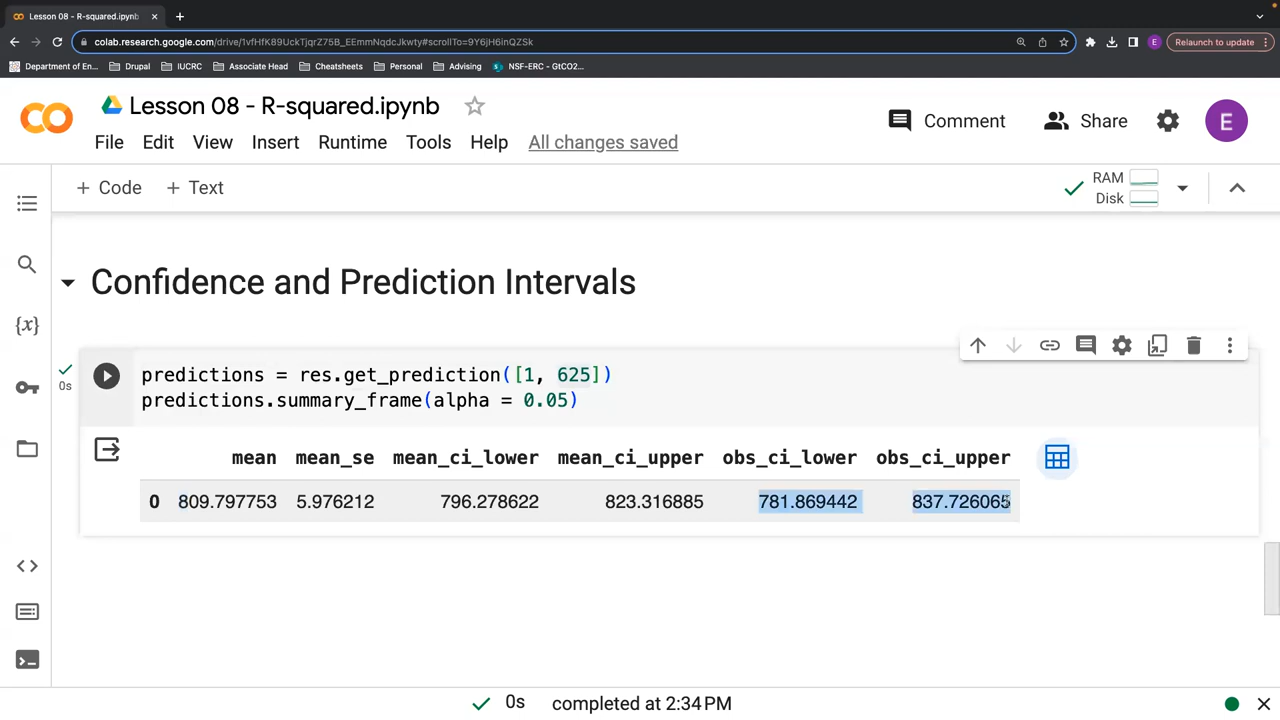 Lesson 08 - R-squared.ipynb
colab.research.google.com/drive/1vfHfK89UckTjqrZ75B_EEmmNqdcJkwty#scrollTo=9Y6jH6inQZSk
Relaunch to update
Department of En... Drupal IUCRC Associate Head Cheatsheets Personal Advising NSF-ERC - GtCO2...
CO Lesson 08 - R-squared.ipynb
Comment Share E
File Edit View Insert Runtime Tools Help All changes saved
+ Code + Text
RAM
Disk
Confidence and Prediction Intervals
predictions = res.get_prediction([1, 625])
0s
predictions.summary_frame(alpha = 0.05)
mean mean_se mean_ci_lower mean_ci_upper obs_ci_lower obs_ci_upper
0 809.797753 5.976212 796.278622 823.316885 781.869442 837.726065
{x}
0s completed at 2:34 PM